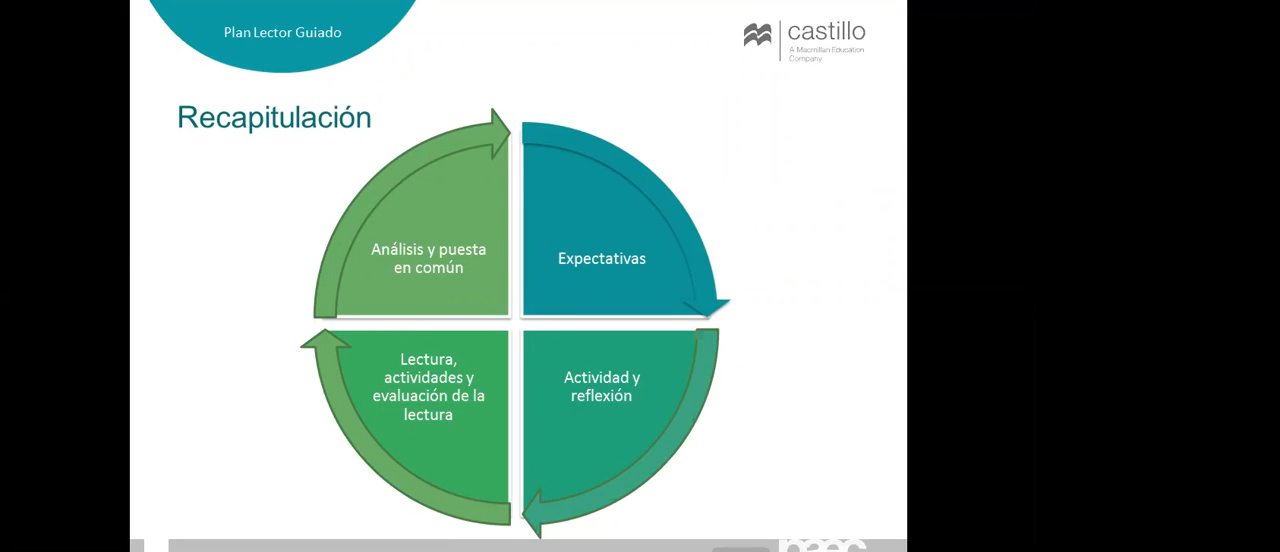 Plan Lector Guiado
castillo
A Macmillan Education
Company
Recapitulación
Análisis y puesta
en común
Expectativas
Lectura,
actividades y
evaluación de la
lectura
Actividad y
reflexión